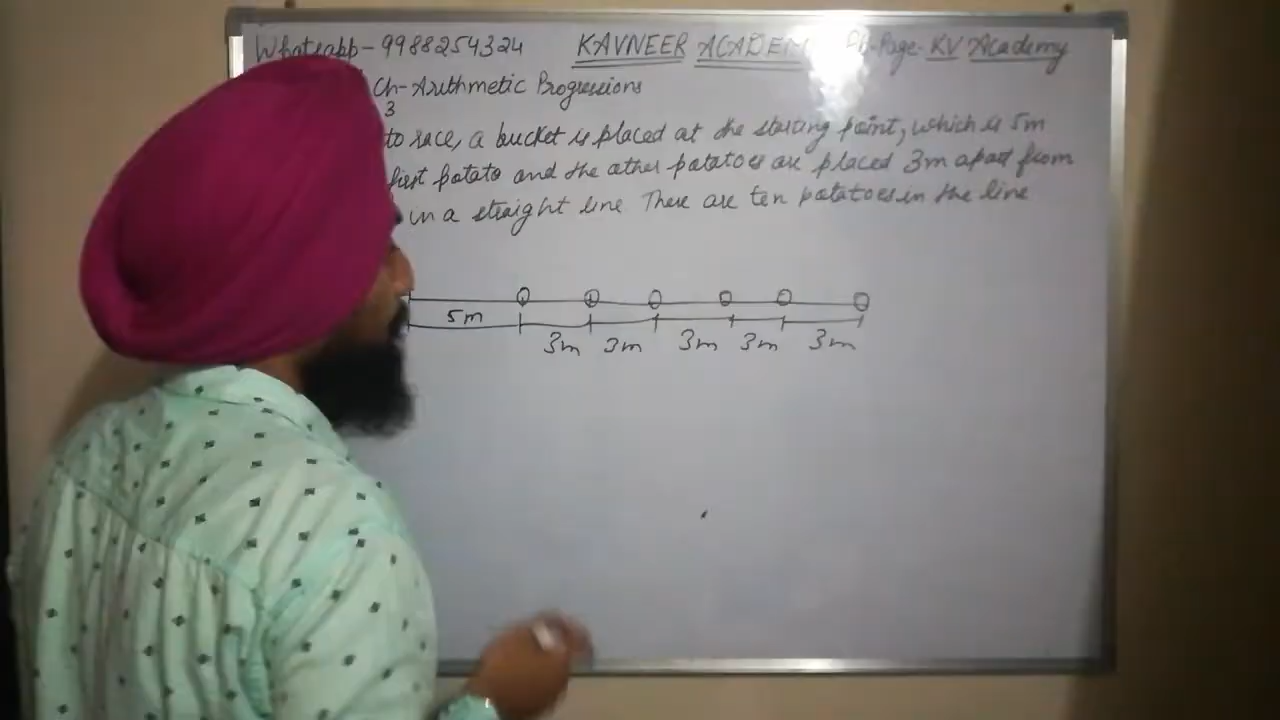 Whatsapp - 9988254324 KAVNEER ACADEM Page - KV Academy
Ch-Arithmetic Progressions
3
to race, a bucket is placed at the starting point, which is 5m
first potato and the other potatoes are placed 3m apart from
in a straight line. There are ten potatoes in the line
5m
3m 3m 3m 3m 3m